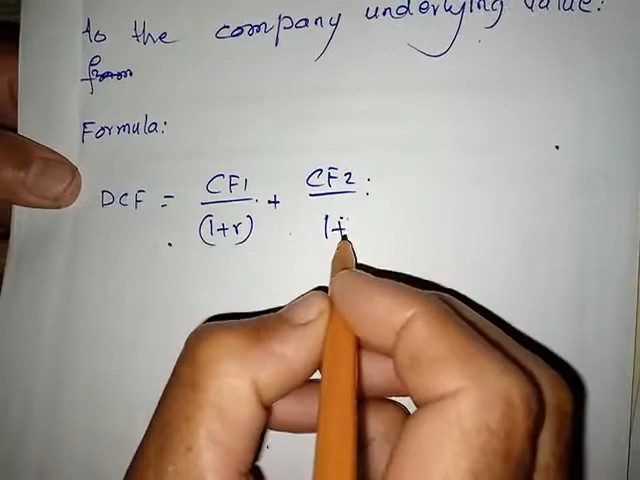 to the company underlying value.
Formula:
DCF = CF1/(1+r) + CF2/1+